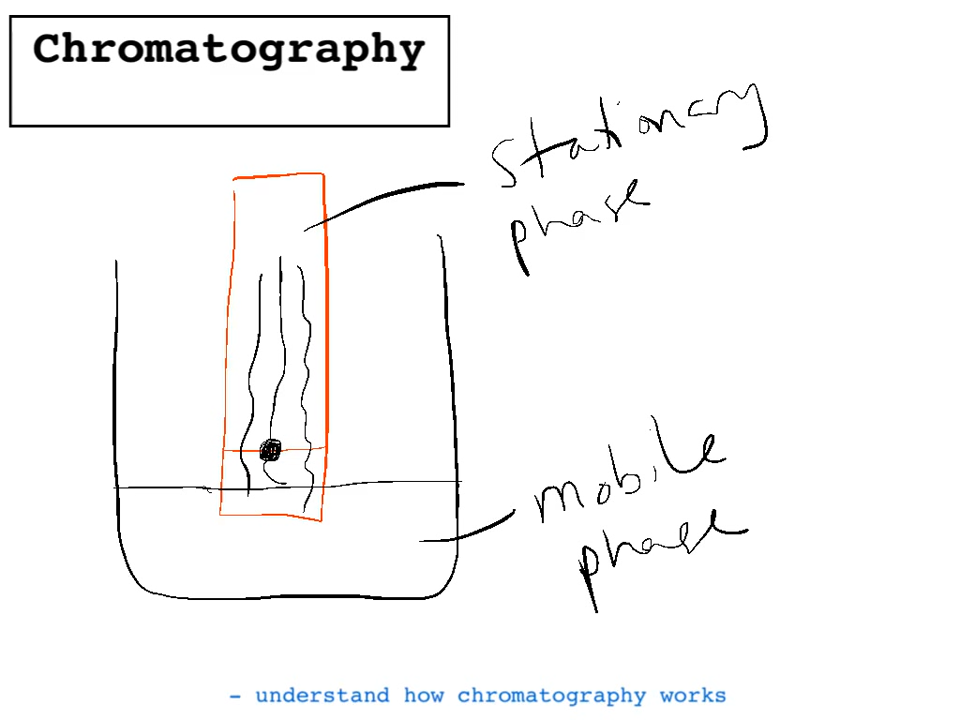 Chromatography
stationary
phase
mobile
phase
- understand how chromatography works